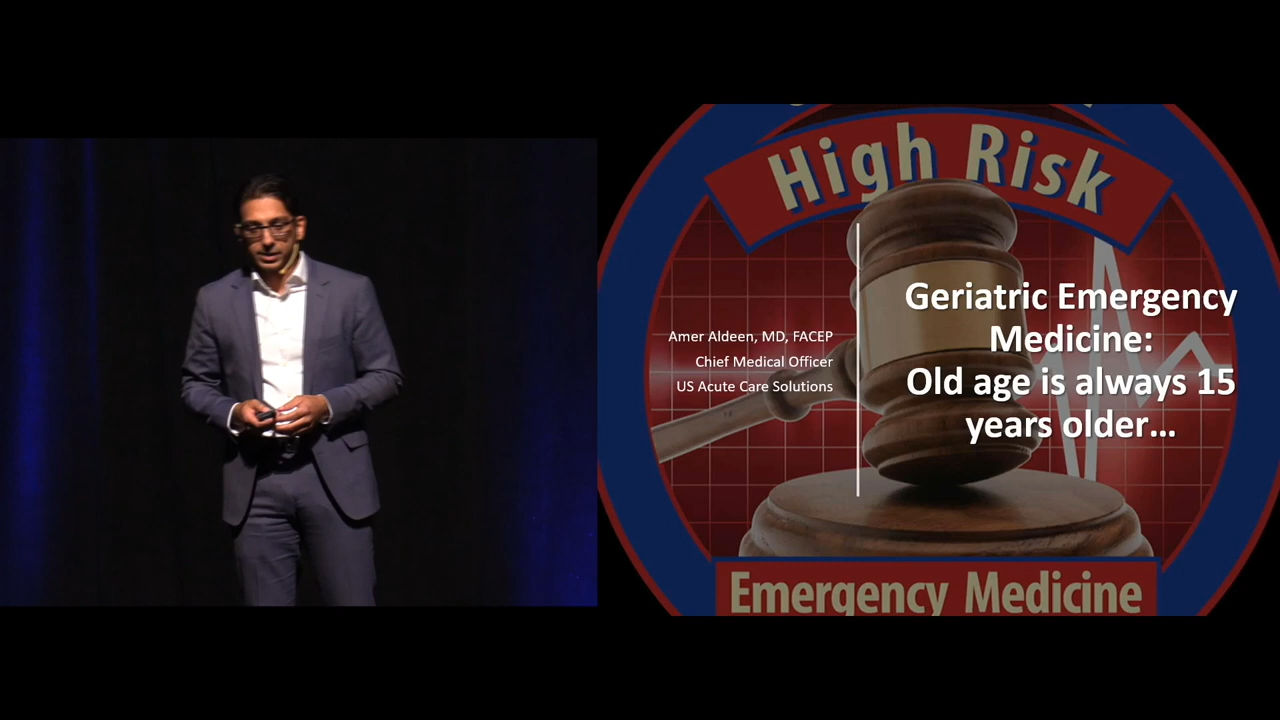 High Risk
Amer Aldeen, MD, FACEP
Chief Medical Officer
US Acute Care Solutions
Geriatric Emergency
Medicine:
Old age is always 15
years older...
Emergency Medicine